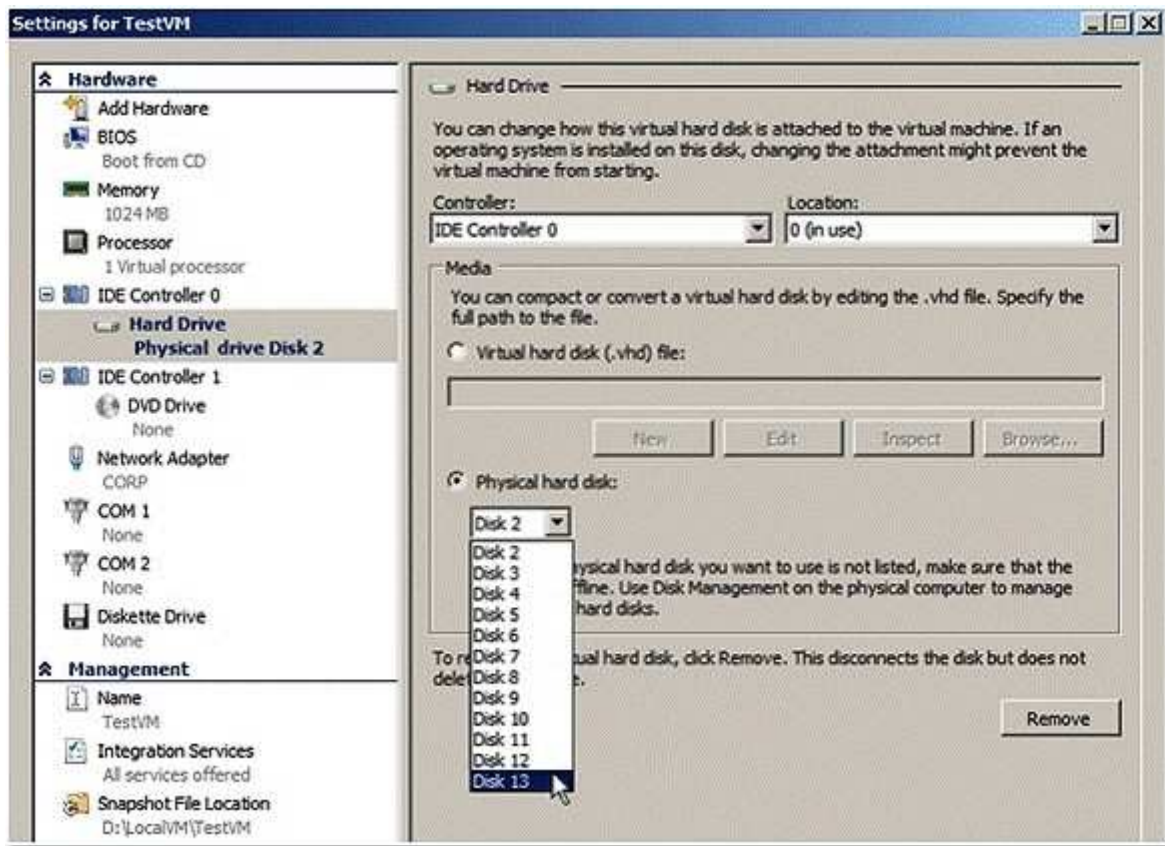 Settings for TestVM
Hardware
Add Hardware
BIOS
Boot from CD
Memory
1024 MB
Processor
1 Virtual processor
IDE Controller 0
Hard Drive
Physical drive Disk 2
IDE Controller 1
DVD Drive
None
Network Adapter
CORP
COM 1
None
COM 2
None
Diskette Drive
None
Management
Name
TestVM
Integration Services
All services offered
Snapshot File Location
D:\LocalVM\TestVM
Hard Drive
You can change how this virtual hard disk is attached to the virtual machine. If an
operating system is installed on this disk, changing the attachment might prevent the
virtual machine from starting.
Controller: Location:
IDE Controller 0 0 (in use)
Media
You can compact or convert a virtual hard disk by editing the .vhd file. Specify the
full path to the file.
Virtual hard disk (.vhd) file:
New Edit Inspect Browse...
Physical hard disk:
Disk 2
Disk 2
Disk 3
Disk 4
Disk 5
Disk 6
Disk 7
Disk 8
Disk 9
Disk 10
Disk 11
Disk 12
Disk 13
hard disk you want to use is not listed, make sure that the
Use Disk Management on the physical computer to manage
hard disks.
To hard disk, click Remove. This disconnects the disk but does not
Remove